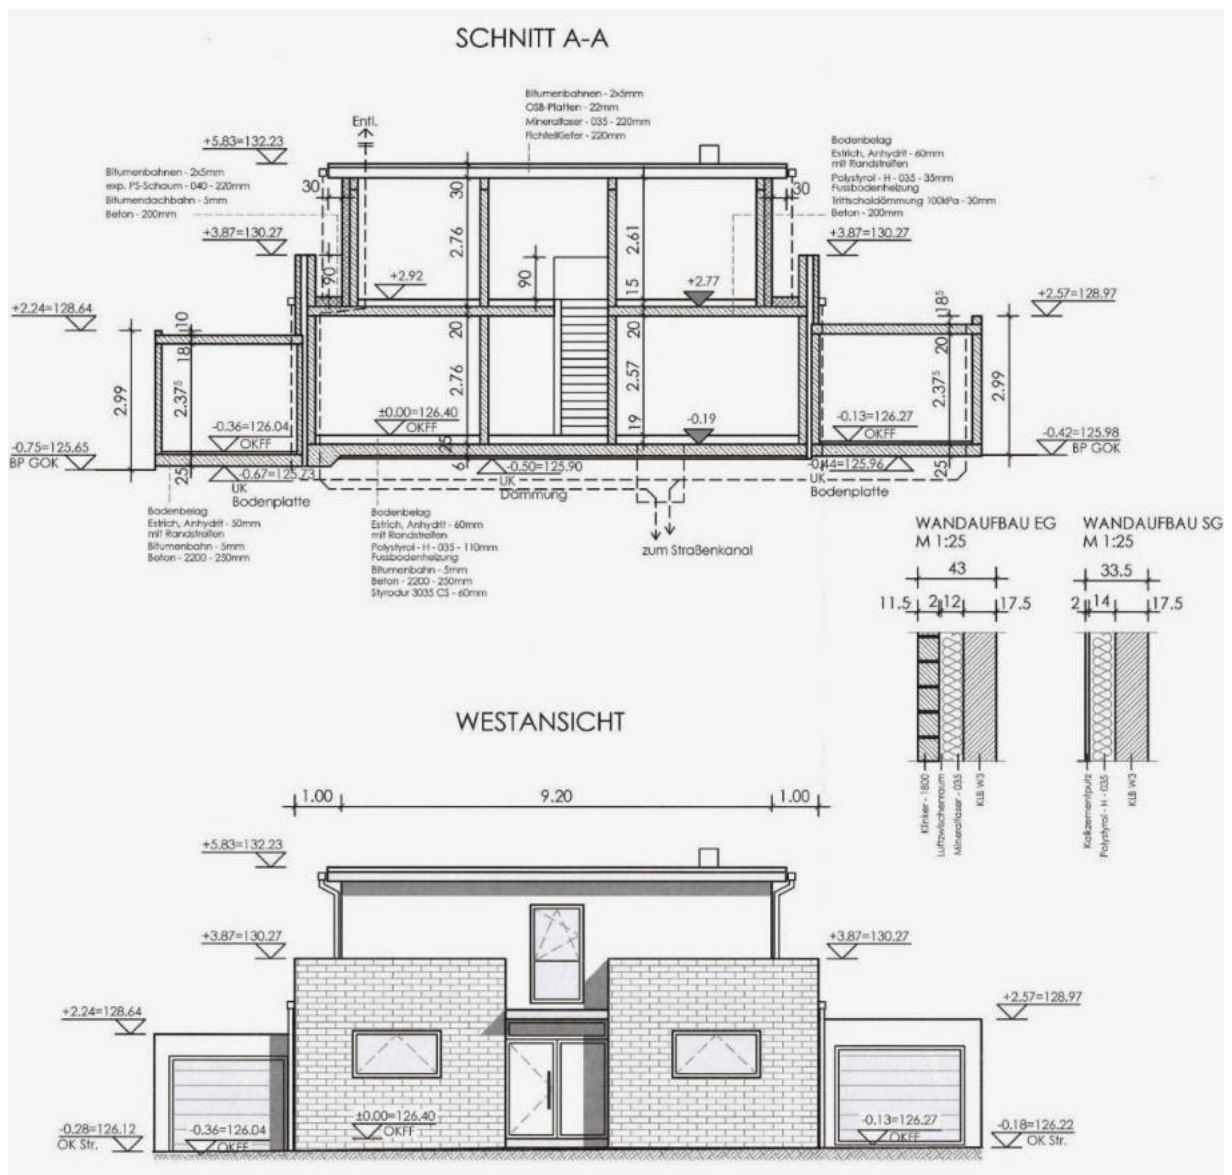 SCHNITT A-A
Bitumenbahnen - 2x5mm
OSB-Platten - 22mm
Mineralfaser - 035 - 220mm
Entl.
+5.83=132.23
Bitumenbahnen - 2x5mm
exp. PS-Schaum - 040 - 220mm
Bitumendachbahn - 5mm
Beton - 200mm
Bodenbelag
Estrich, Anhydrit - 60mm
mit Randstreifen
Polystyrol - H - 035 - 35mm
Fussbodenheizung
Trittschaldämmung 100kPa - 30mm
Beton - 200mm
30
30
30
+3.87=130.27
2.76
2.61
+3.87=130.27
90
90
+2.92
15
+2.77
+2.24=128.64
10
18
20
20
18⁵
20
+2.57=128.97
2.99
2.37⁵
2.76
2.57
2.37⁵
2.99
-0.36=126.04
OKFF
±0.00=126.40
OKFF
19
-0.19
-0.13=126.27
OKFF
-0.75=125.65
BP GOK
-0.42=125.98
BP GOK
25
25
6
25
-0.67=125.73
UK
Bodenplatte
-0.50=125.90
UK
Dämmung
-0.44=125.96
UK
Bodenplatte
Bodenbelag
Estrich, Anhydrit - 50mm
mit Randstreifen
Bitumenbahn - 5mm
Beton - 2200 - 250mm
Bodenbelag
Estrich, Anhydrit - 60mm
mit Randstreifen
Polystyrol - H - 035 - 110mm
Fussbodenheizung
Bitumenbahn - 5mm
Beton - 2200 - 250mm
Styrodur 3035 CS - 60mm
zum Straßenkanal
WANDAUFBAU EG
M 1:25
43
11.5 2 12 17.5
Klinker - 1800
Luftzwischenraum
Mineralfaser - 035
KLB W3
WANDAUFBAU SG
M 1:25
33.5
2 14 17.5
Kalkzementputz
Polystyrol - H - 035
KLB W3
WESTANSICHT
1.00 9.20 1.00
+5.83=132.23
+3.87=130.27
+3.87=130.27
+2.24=128.64
+2.57=128.97
±0.00=126.40
OKFF
-0.28=126.12
OK Str.
-0.36=126.04
OKFF
-0.13=126.27
OKFF
-0.18=126.22
OK Str.